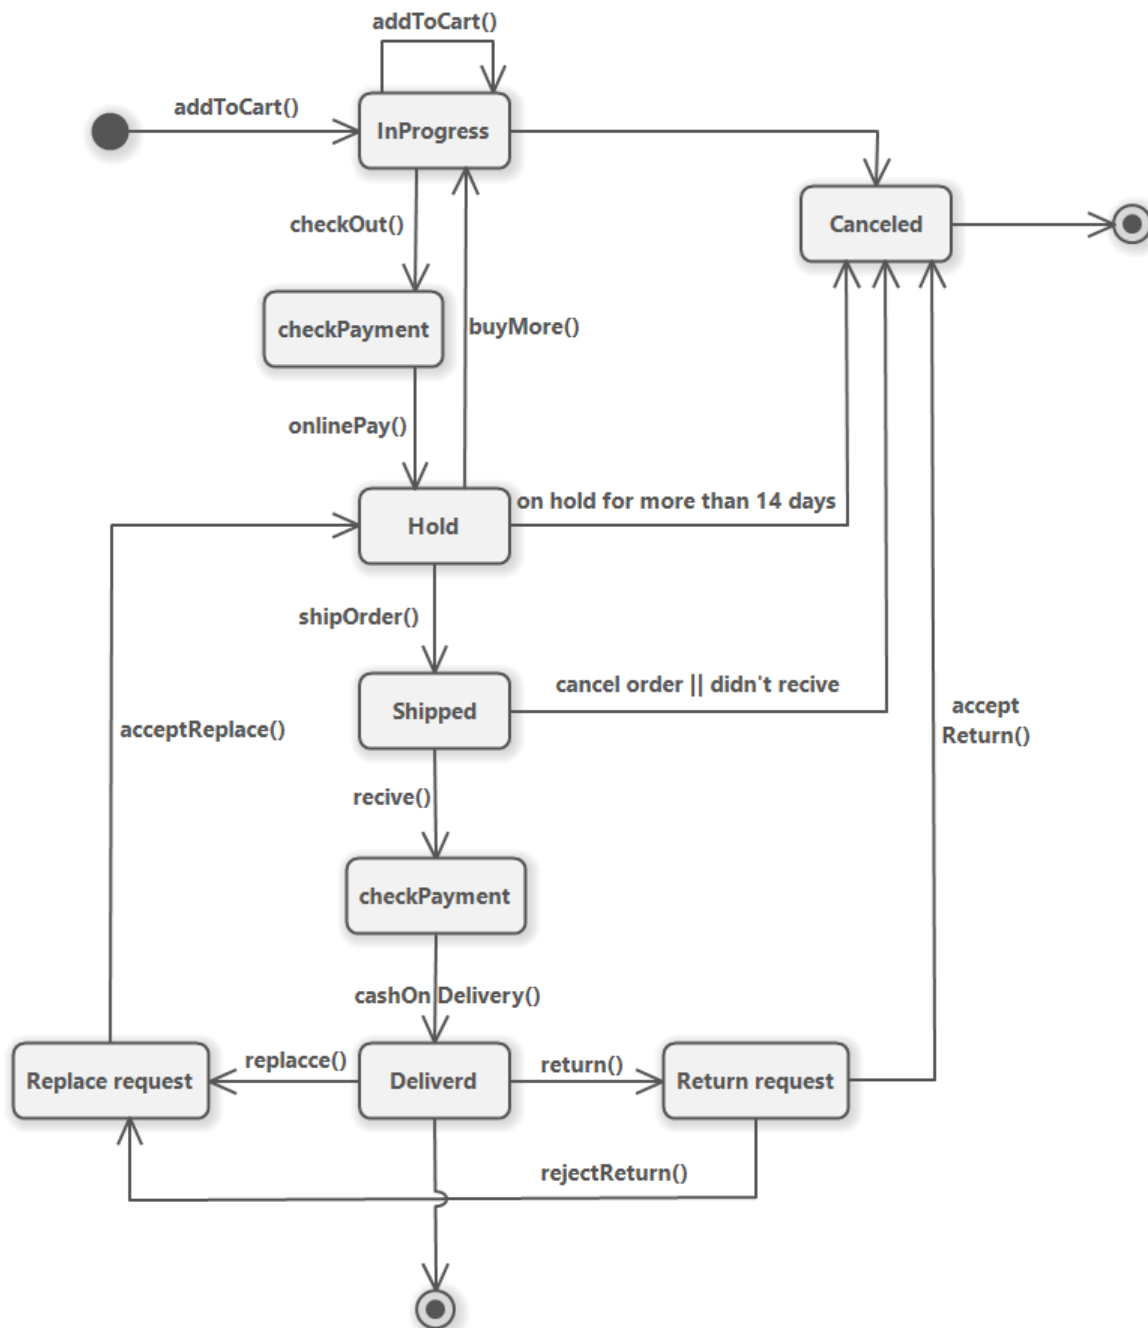 addToCart()
addToCart()
InProgress
Canceled
checkOut()
checkPayment
buyMore()
onlinePay()
on hold for more than 14 days
Hold
shipOrder()
cancel order || didn't recive
Shipped
accept
Return()
acceptReplace()
recive()
checkPayment
cashOn Delivery()
replacce()
return()
Replace request
Deliverd
Return request
rejectReturn()